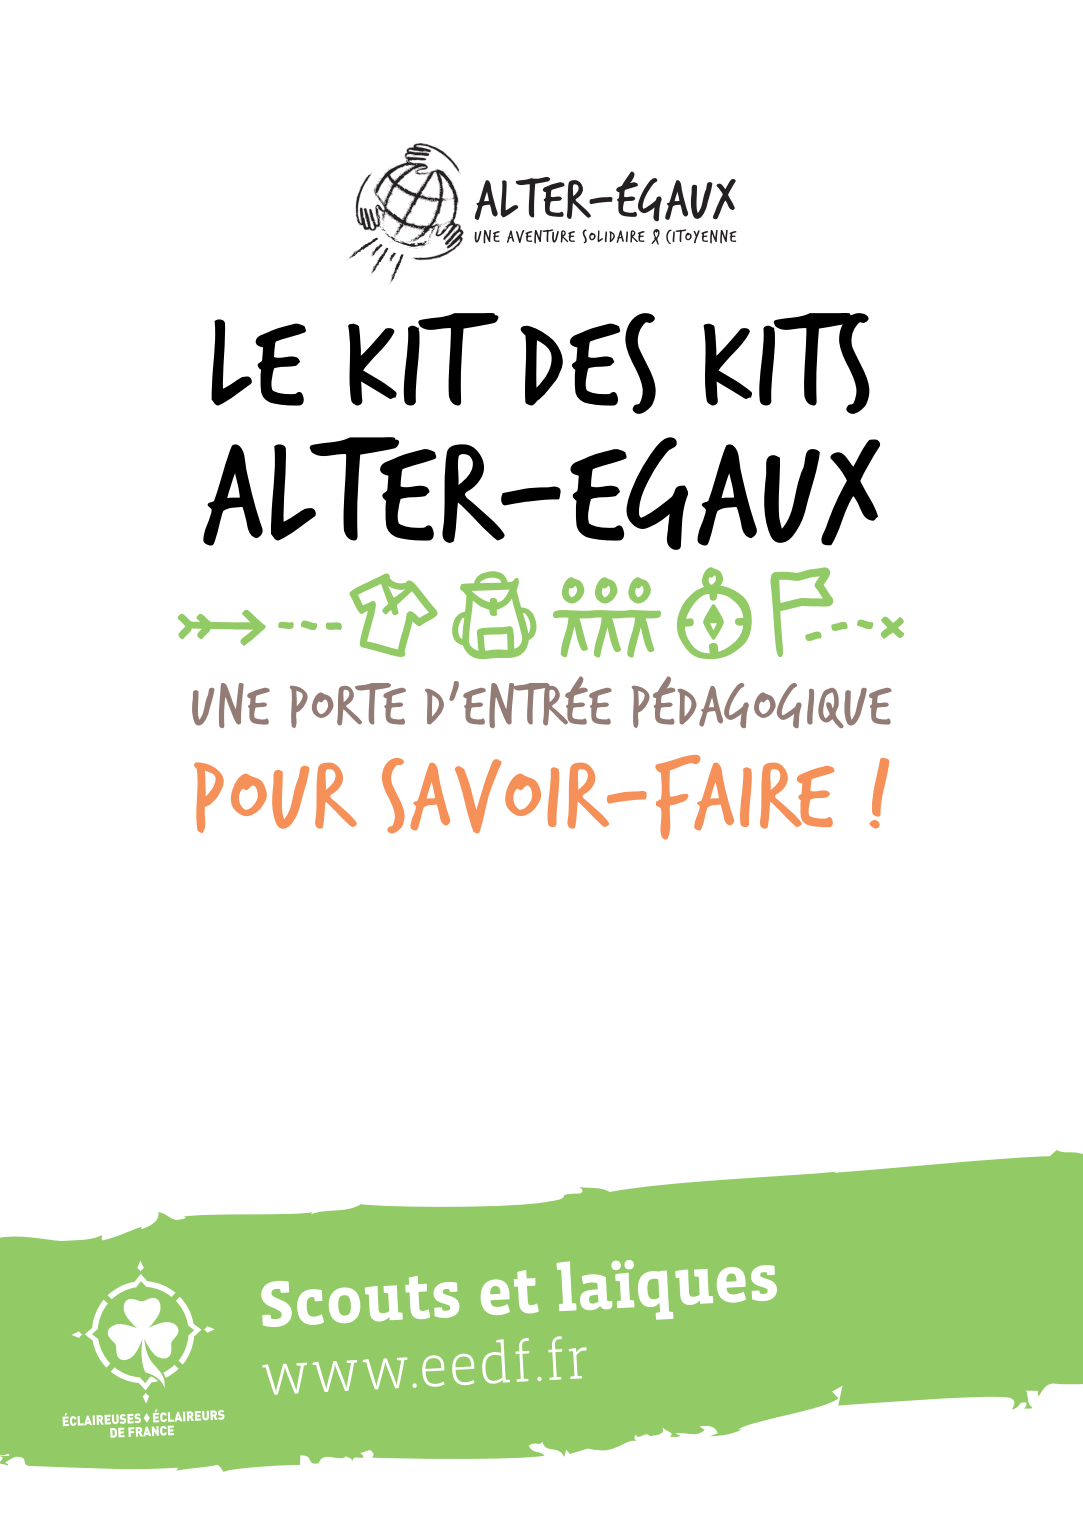 ALTER-ÉGAUX
UNE AVENTURE SOLIDAIRE & CITOYENNE
LE KIT DES KITS
ALTER-EGAUX
UNE PORTE D'ENTRÉE PÉDAGOGIQUE
POUR SAVOIR-FAIRE !
Scouts et laïques
www.eedf.fr
ÉCLAIREUSES ♦ ÉCLAIREURS
DE FRANCE